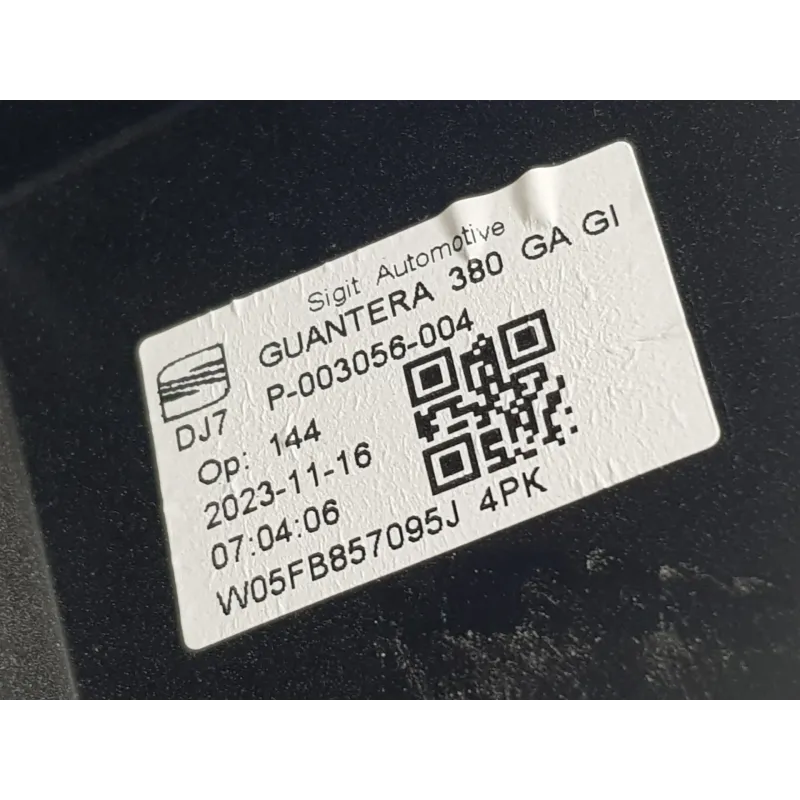 Sigit Automotive
GUANTERA 380 GA GI
P-003056-004
DJ7
Op: 144
2023-11-16
07:04:06
W05FB857095J 4PK